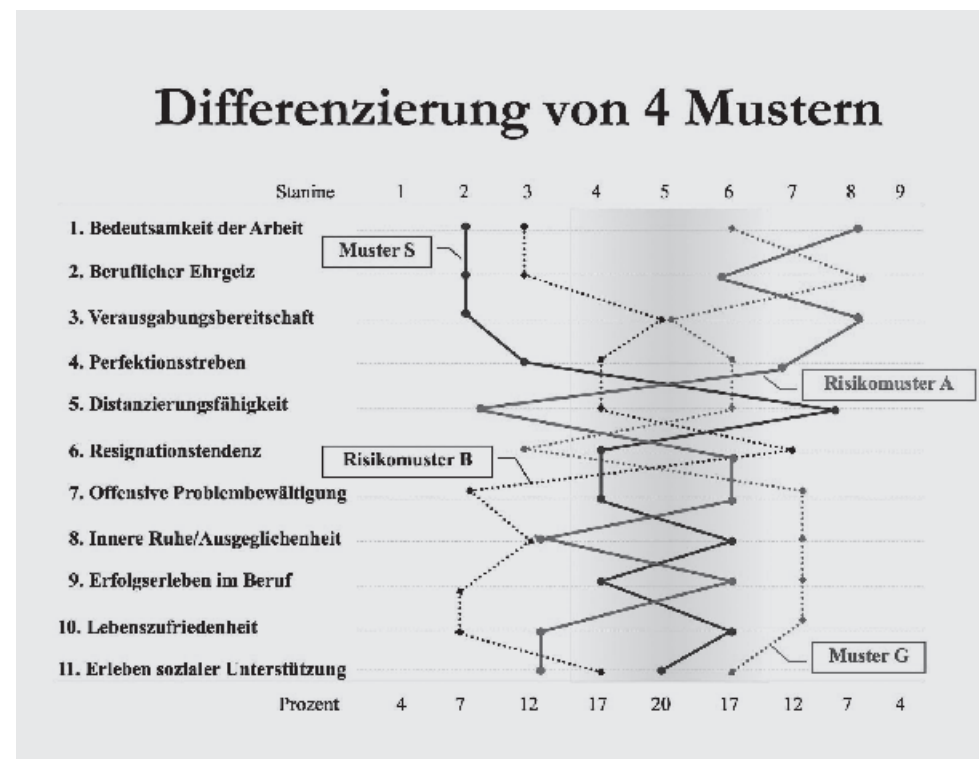 Differenzierung von 4 Mustern
Stanine 1 2 3 4 5 6 7 8 9
1. Bedeutsamkeit der Arbeit
Muster S
2. Beruflicher Ehrgeiz
3. Verausgabungsbereitschaft
4. Perfektionsstreben
Risikomuster A
5. Distanzierungsfähigkeit
6. Resignationstendenz
Risikomuster B
7. Offensive Problembewältigung
8. Innere Ruhe/Ausgeglichenheit
9. Erfolgserleben im Beruf
10. Lebenszufriedenheit
Muster G
11. Erleben sozialer Unterstützung
Prozent 4 7 12 17 20 17 12 7 4